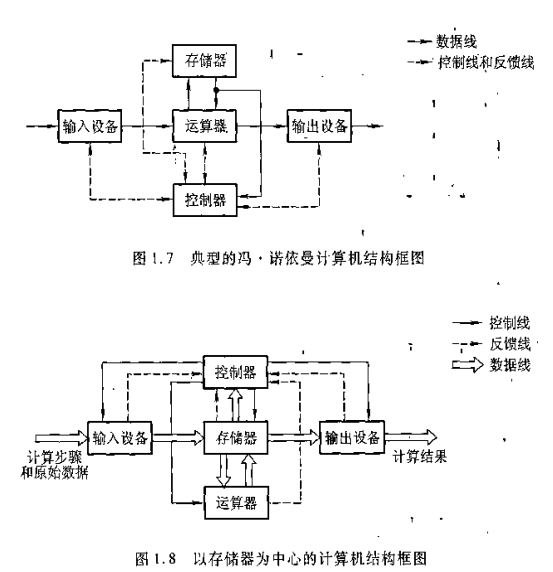 存储器
数据线
控制线和反馈线
输入设备
运算器
输出设备
控制器
图 1.7 典型的冯·诺依曼计算机结构框图
控制线
反馈线
数据线
控制器
输入设备
存储器
输出设备
计算步骤
和原始数据
计算结果
运算器
图 1.8 以存储器为中心的计算机结构框图